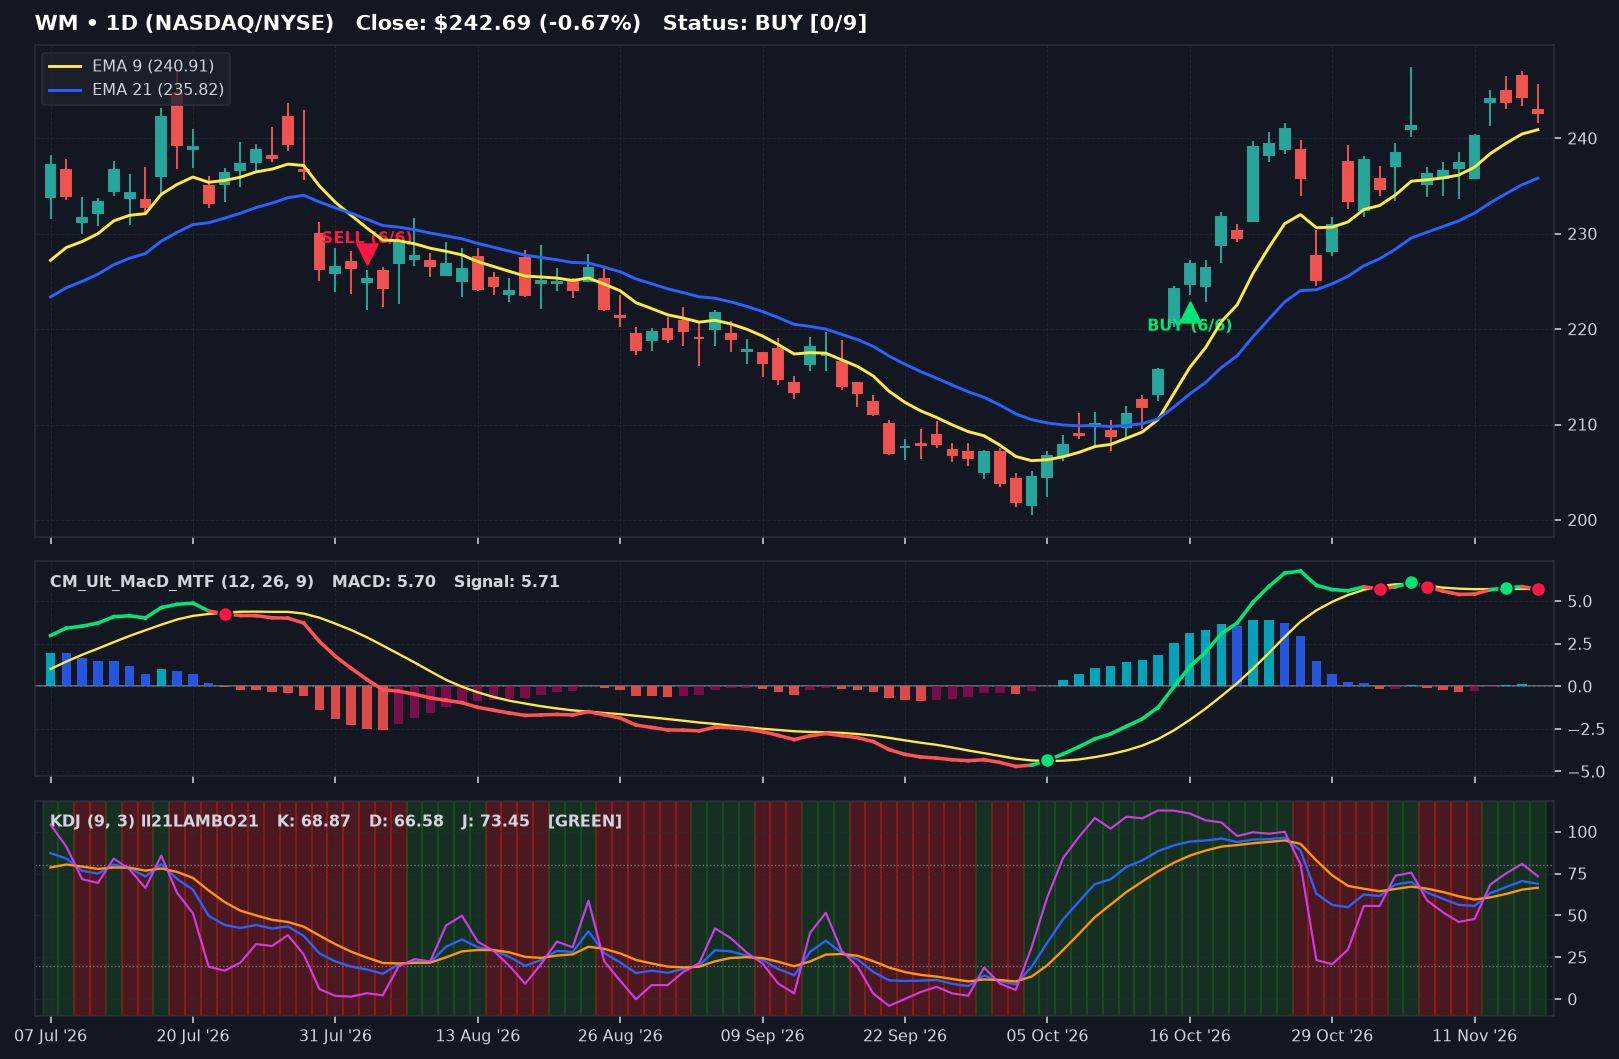 WM • 1D (NASDAQ/NYSE)   Close: $242.69 (-0.67%)   Status: BUY [0/9]
EMA 9 (240.91)
EMA 21 (235.82)
240
SELL (6/6)
230
BUY (6/6)
220
210
200
CM_Ult_MacD_MTF (12, 26, 9)   MACD: 5.70   Signal: 5.71
5.0
2.5
0.0
−2.5
−5.0
KDJ (9, 3) II21LAMBO21   K: 68.87   D: 66.58   J: 73.45   [GREEN]
100
75
50
25
0
07 Jul '26   20 Jul '26   31 Jul '26   13 Aug '26   26 Aug '26   09 Sep '26   22 Sep '26   05 Oct '26   16 Oct '26   29 Oct '26   11 Nov '26